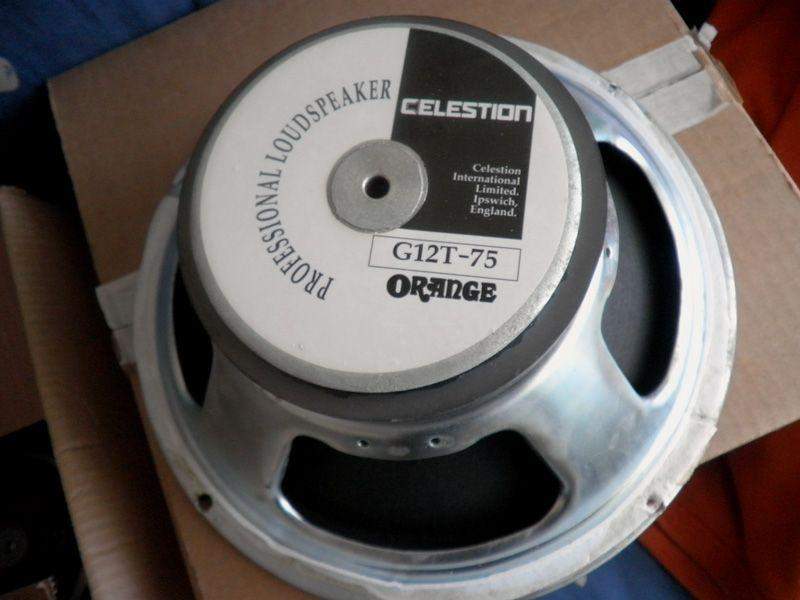 PROFESSIONAL LOUDSPEAKER
CELESTION
Celestion
International
Limited.
Ipswich,
England.
G12T-75
ORANGE